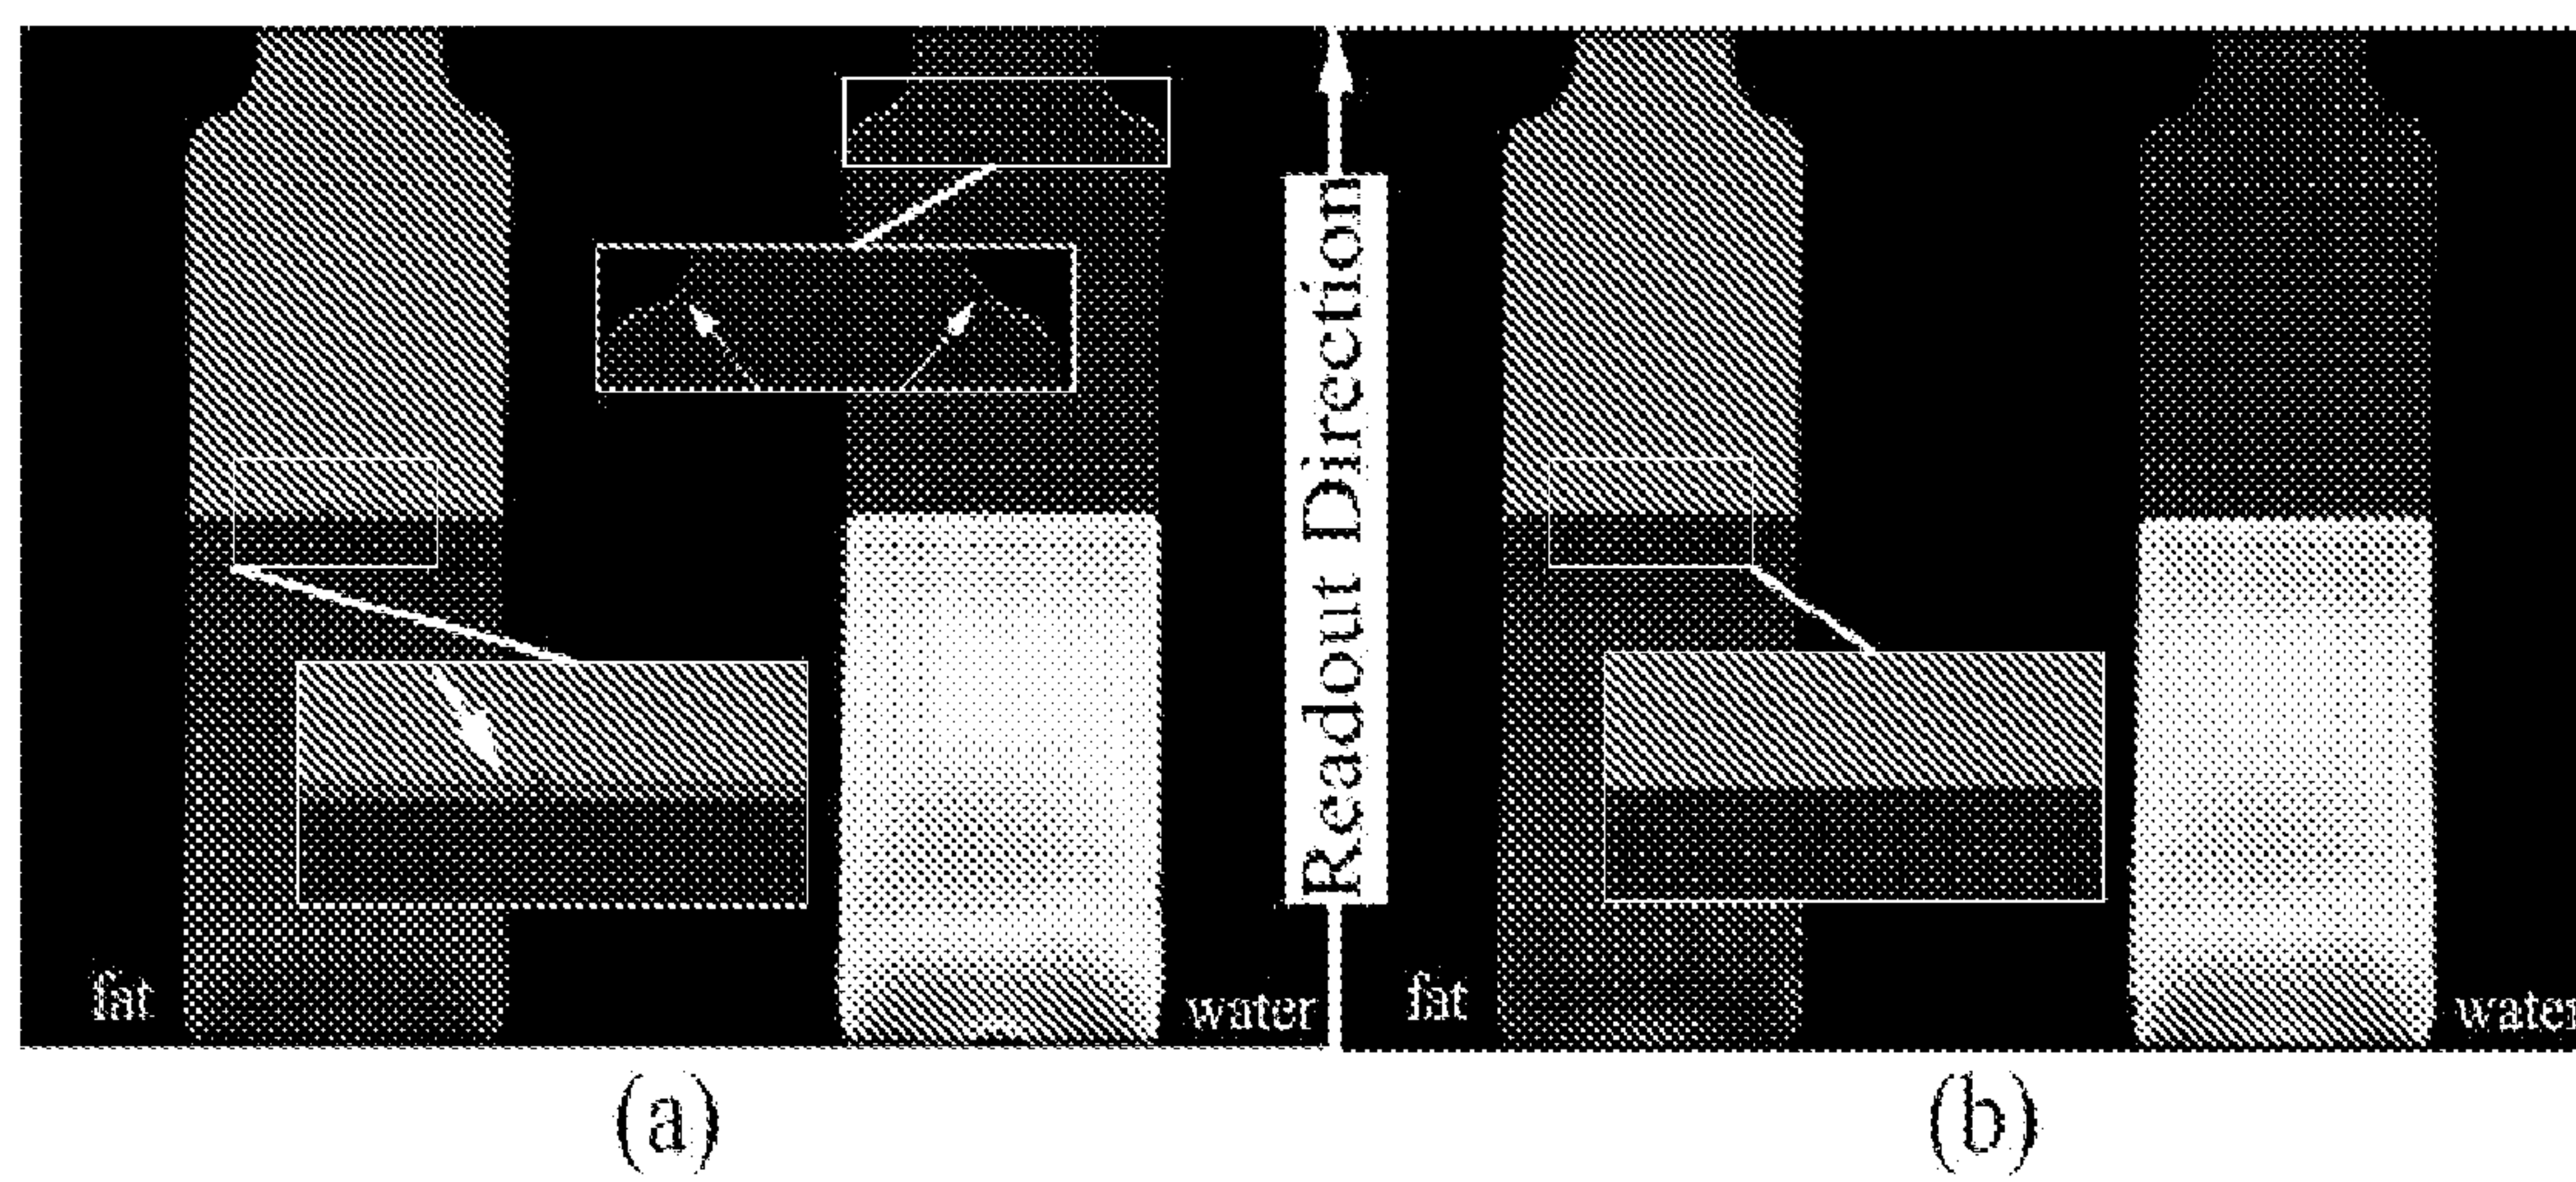 fat
water
Readout Direction
fat
water
(a)
(b)